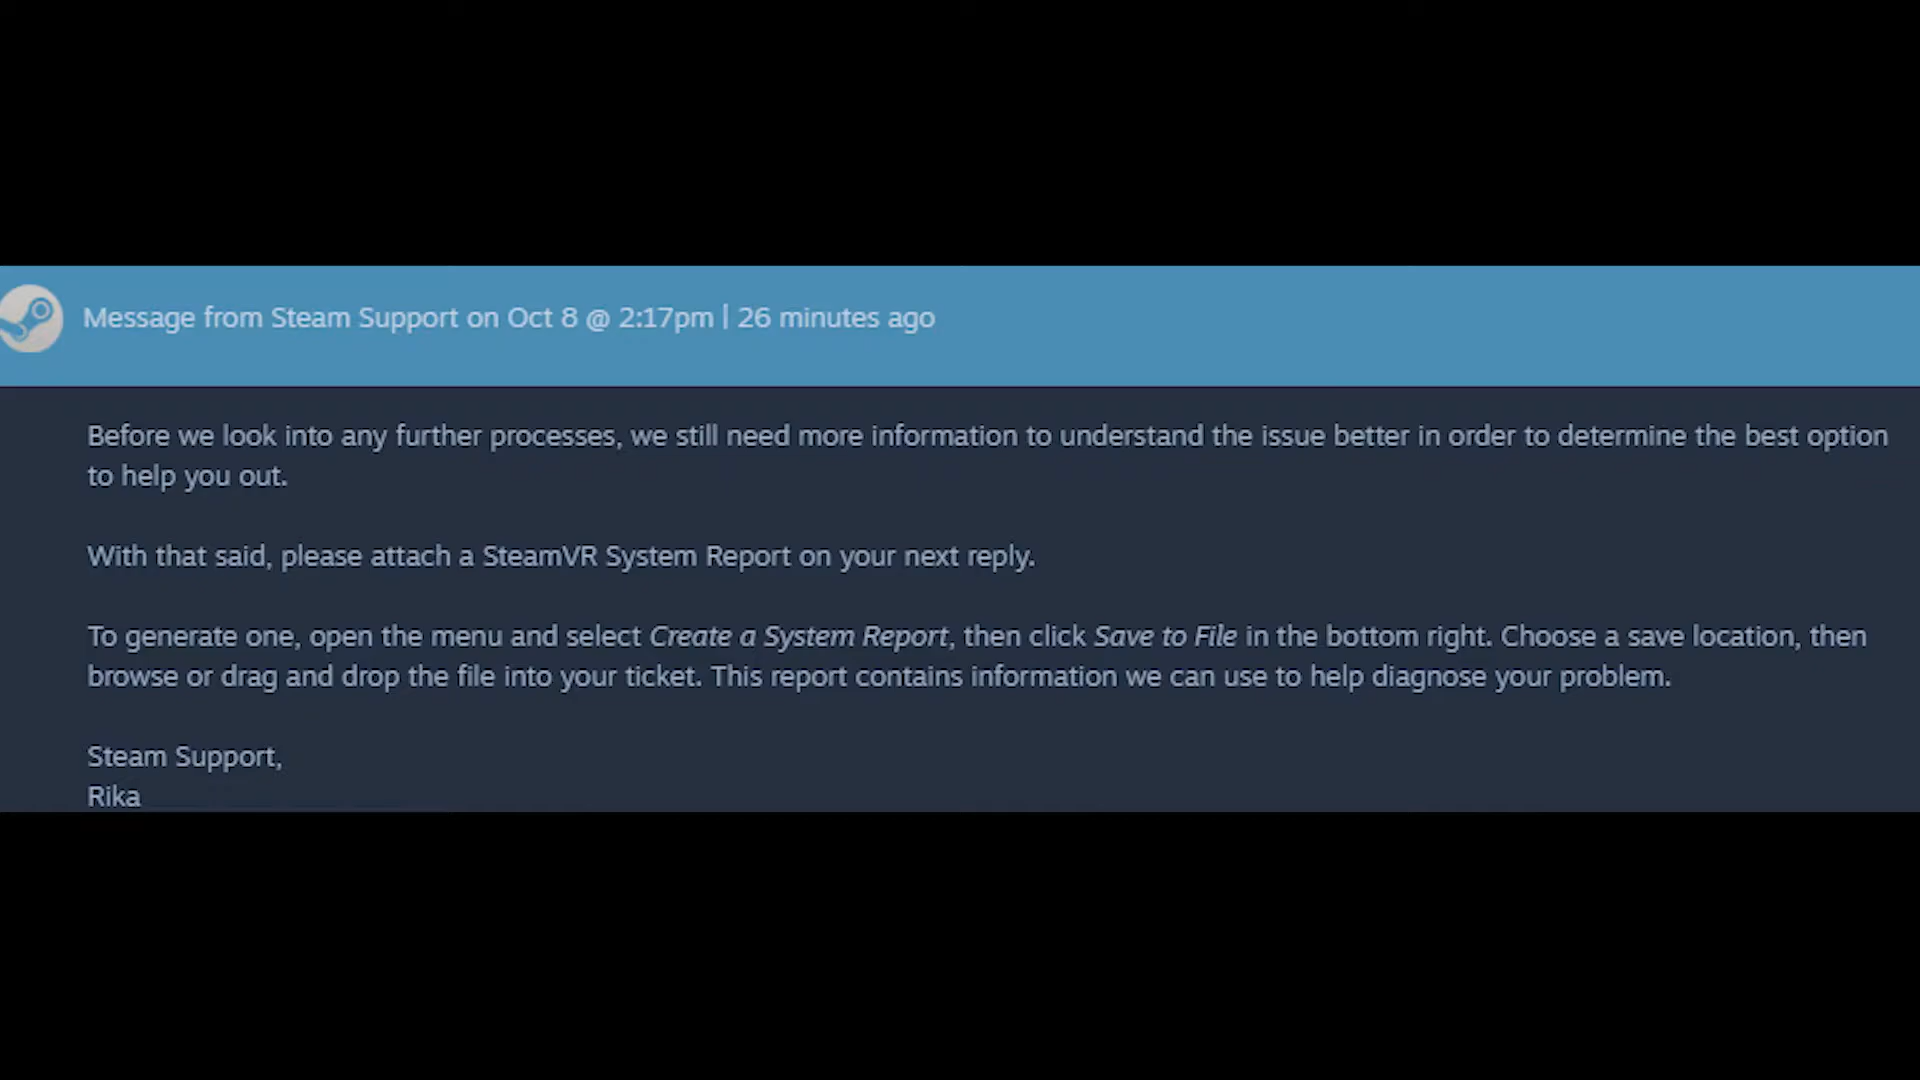 Message from Steam Support on Oct 8 @ 2:17pm | 26 minutes ago
Before we look into any further processes, we still need more information to understand the issue better in order to determine the best option
to help you out.
With that said, please attach a SteamVR System Report on your next reply.
To generate one, open the menu and select Create a System Report, then click Save to File in the bottom right. Choose a save location, then
browse or drag and drop the file into your ticket. This report contains information we can use to help diagnose your problem.
Steam Support,
Rika